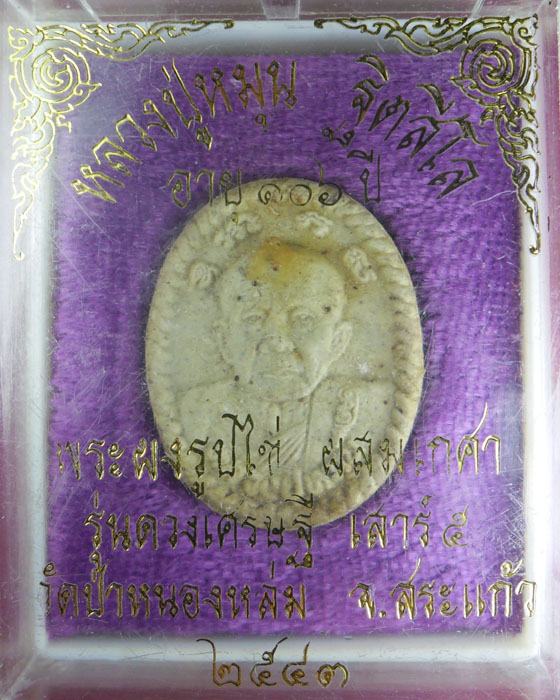 หลวงปู่หมุน ฐิตสีโล
อายุ ๑๐๖ ปี
พระผงรูปไข่ ผสมเกศา
รุ่นดวงเศรษฐี เสาร์ ๕
วัดป่าหนองหล่ม จ.สระแก้ว
๒๕๔๓